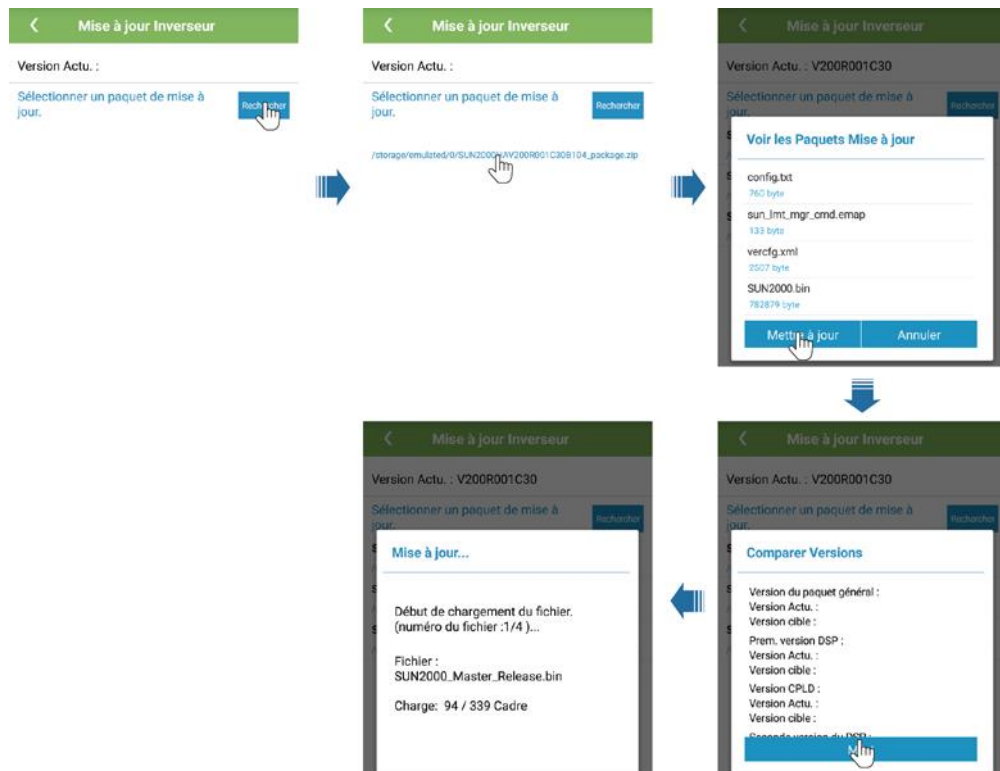 Mise à jour Inverseur
Version Actu. :
Sélectionner un paquet de mise à
jour.
Rechercher
Mise à jour Inverseur
Version Actu. :
Sélectionner un paquet de mise à
jour.
Rechercher
/storage/emulated/0/SUN2000 V200R001C30B104_package.zip
Mise à jour Inverseur
Version Actu. : V200R001C30
Sélectionner un paquet de mise à
jour.
Rechercher
Voir les Paquets Mise à jour
config.txt
760 byte
sun_lmt_mgr_cmd.emap
133 byte
vercfg.xml
2507 byte
SUN2000.bin
782879 byte
Mettre à jour
Annuler
Mise à jour Inverseur
Version Actu. : V200R001C30
Sélectionner un paquet de mise à
jour.
Rechercher
Mise à jour...
Début de chargement du fichier.
(numéro du fichier :1/4 )...
Fichier :
SUN2000_Master_Release.bin
Charge: 94 / 339 Cadre
Mise à jour Inverseur
Version Actu. : V200R001C30
Sélectionner un paquet de mise à
jour.
Rechercher
Comparer Versions
Version du paquet général :
Version Actu. :
Version cible :
Prem. version DSP :
Version Actu. :
Version cible :
Version CPLD :
Version Actu. :
Version cible :
Seconde version du DSP :